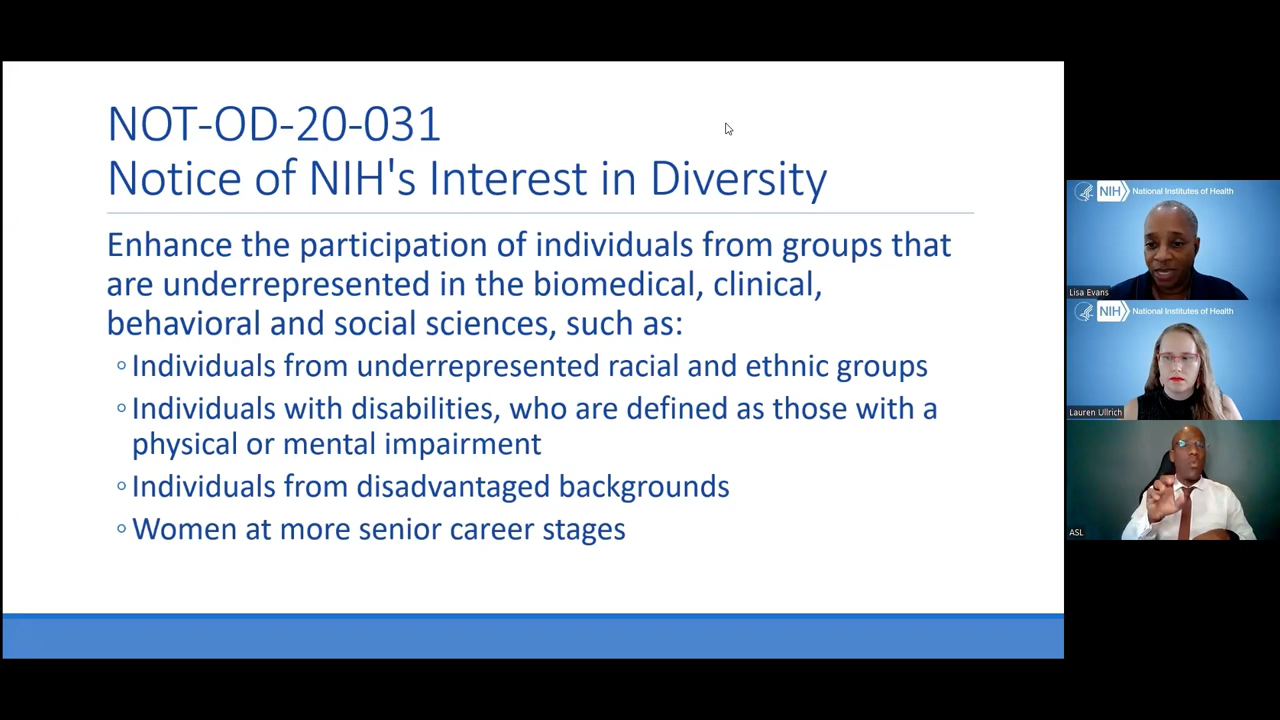 NOT-OD-20-031
Notice of NIH's Interest in Diversity
Enhance the participation of individuals from groups that
are underrepresented in the biomedical, clinical,
behavioral and social sciences, such as:
◦Individuals from underrepresented racial and ethnic groups
◦Individuals with disabilities, who are defined as those with a
physical or mental impairment
◦Individuals from disadvantaged backgrounds
◦Women at more senior career stages
NIH National Institutes of Health
Lisa Evans
NIH National Institutes of Health
Lauren Ullrich
ASL